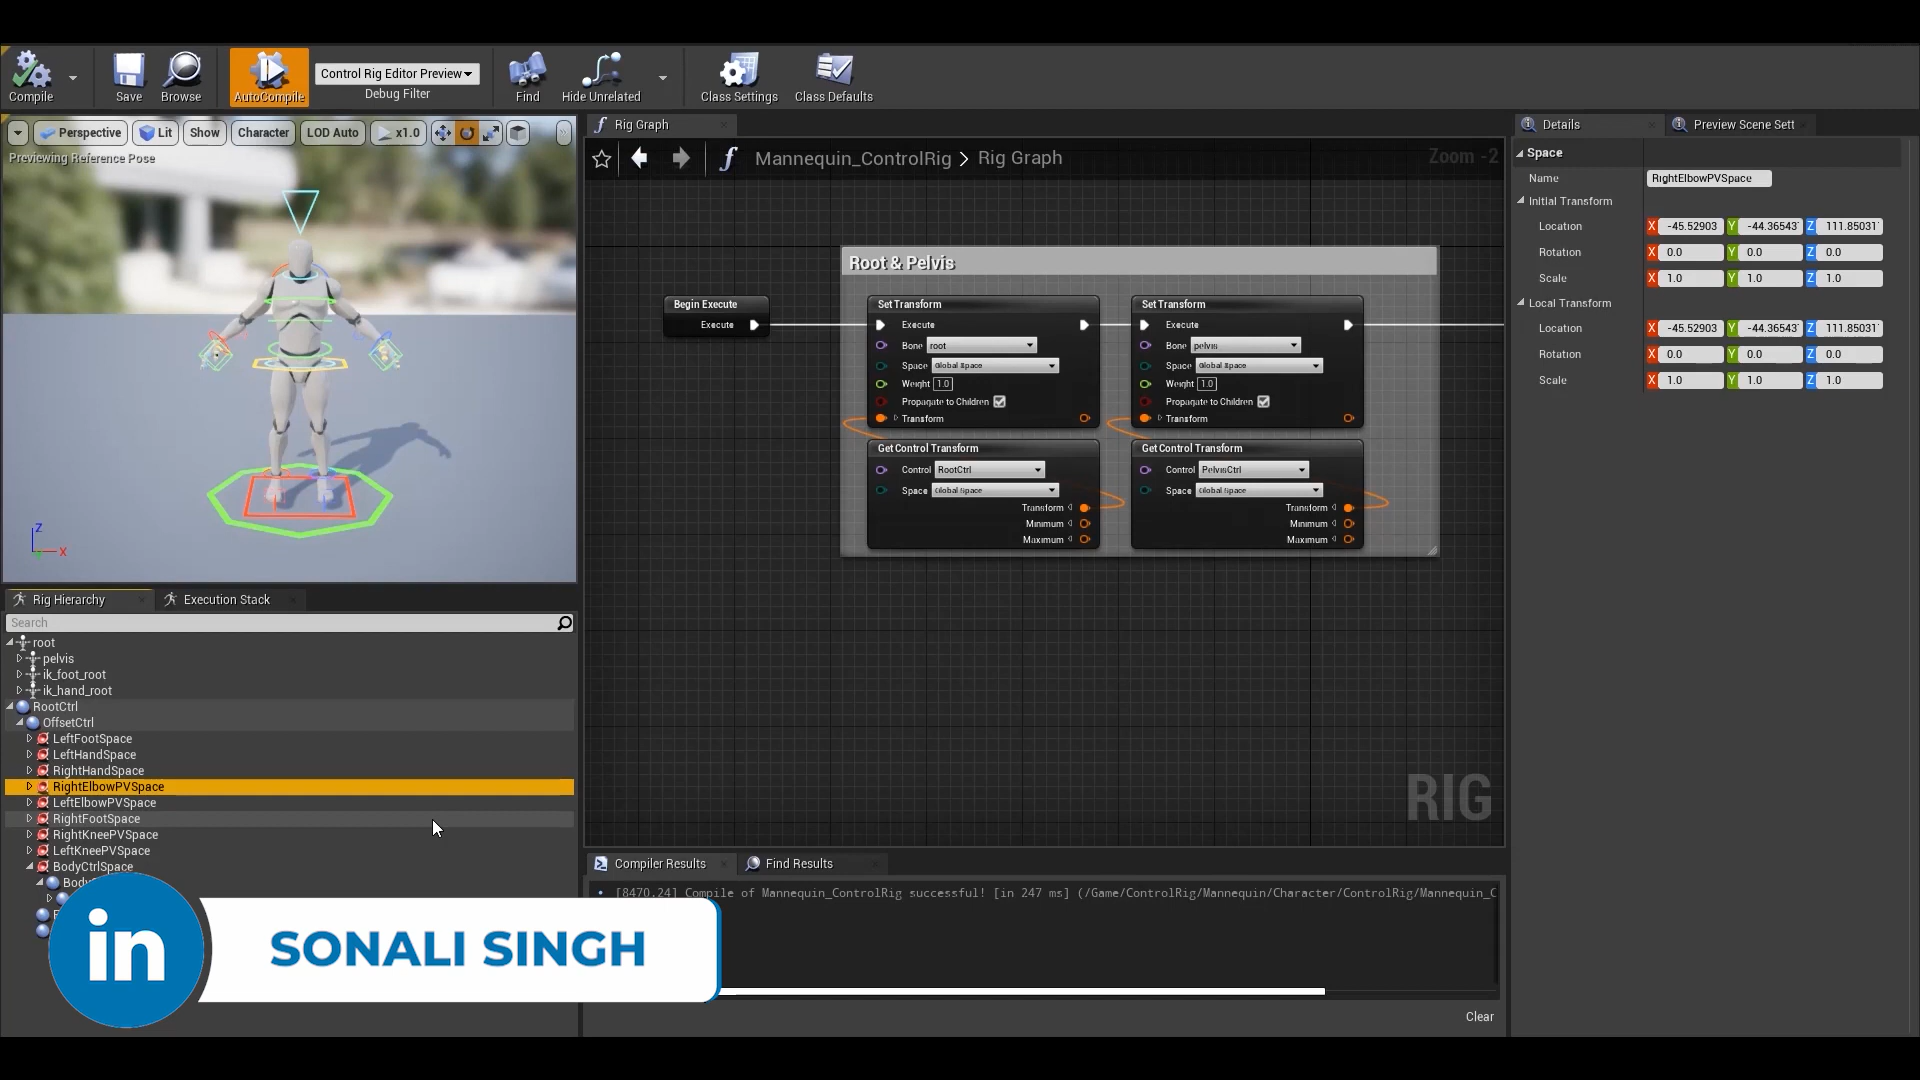 Compile
Save
Browse
AutoCompile
Control Rig Editor Preview
Debug Filter
Find
Hide Unrelated
Class Settings
Class Defaults
Perspective
Lit
Show
Character
LOD Auto
x1.0
Previewing Reference Pose
Z
X
Rig Graph
Mannequin_ControlRig > Rig Graph
Zoom -2
Root & Pelvis
Begin Execute
Execute
Set Transform
Execute
Bone root
Space Global Space
Weight 1.0
Propagate to Children
Transform
Get Control Transform
Control RootCtrl
Space Global Space
Transform
Minimum
Maximum
Set Transform
Execute
Bone pelvis
Space Global Space
Weight 1.0
Propagate to Children
Transform
Get Control Transform
Control PelvisCtrl
Space Global Space
Transform
Minimum
Maximum
RIG
Details
Preview Scene Sett
Space
Name RightElbowPVSpace
Initial Transform
Location X -45.52903 Y -44.36543 Z 111.85031
Rotation X 0.0 Y 0.0 Z 0.0
Scale X 1.0 Y 1.0 Z 1.0
Local Transform
Location X -45.52903 Y -44.36543 Z 111.85031
Rotation X 0.0 Y 0.0 Z 0.0
Scale X 1.0 Y 1.0 Z 1.0
Rig Hierarchy
Execution Stack
Search
root
pelvis
ik_foot_root
ik_hand_root
RootCtrl
OffsetCtrl
LeftFootSpace
LeftHandSpace
RightHandSpace
RightElbowPVSpace
LeftElbowPVSpace
RightFootSpace
RightKneePVSpace
LeftKneePVSpace
BodyCtrlSpace
Compiler Results
Find Results
[8470.24] Compile of Mannequin_ControlRig successful! [in 247 ms] (/Game/ControlRig/Mannequin/Character/ControlRig/Mannequin_C
Clear
in
SONALI SINGH